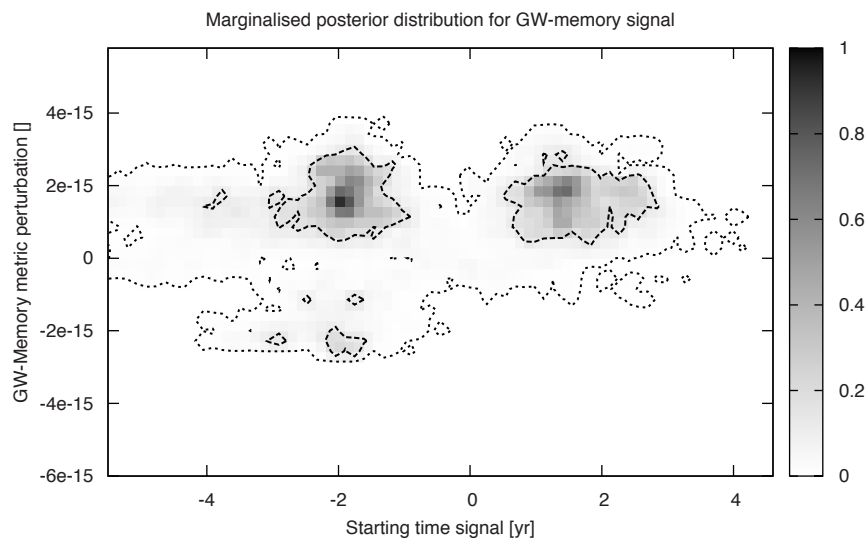 Marginalised posterior distribution for GW-memory signal
GW-Memory metric perturbation []
4e-15
2e-15
0
-2e-15
-4e-15
-6e-15
-4
-2
0
2
4
Starting time signal [yr]
1
0.8
0.6
0.4
0.2
0